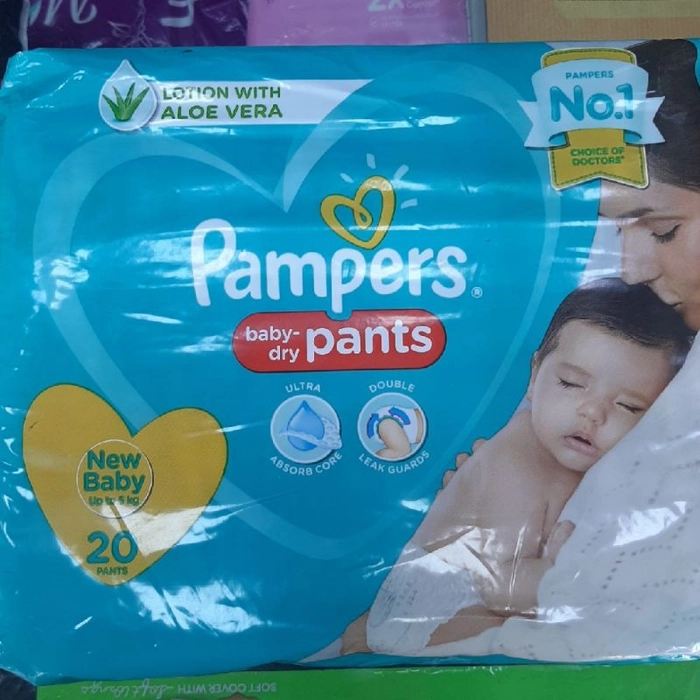 LOTION WITH
ALOE VERA
PAMPERS
No.1
CHOICE OF
DOCTORS*
Pampers®
baby-
dry pants
ULTRA
ABSORB CORE
DOUBLE
LEAK GUARDS
New
Baby
Up to 5 kg
20
PANTS
SOFT COVER WITH